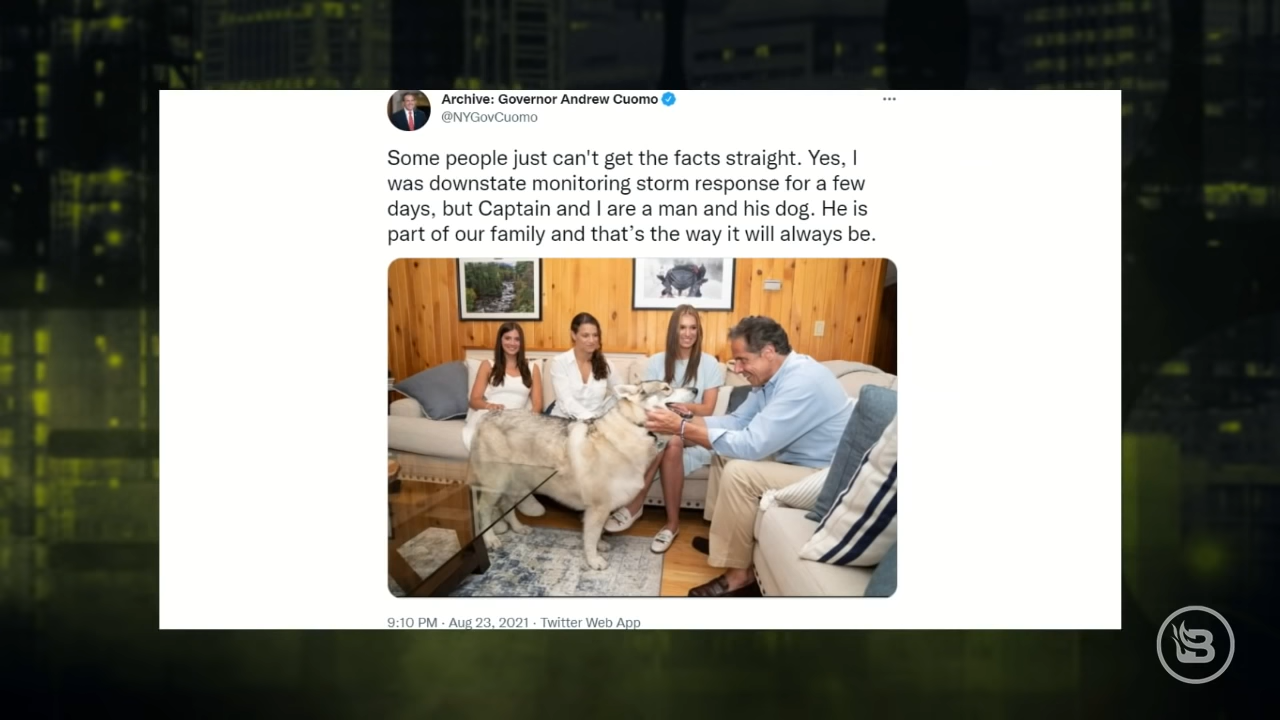 Archive: Governor Andrew Cuomo
@NYGovCuomo
Some people just can't get the facts straight. Yes, I
was downstate monitoring storm response for a few
days, but Captain and I are a man and his dog. He is
part of our family and that’s the way it will always be.
9:10 PM · Aug 23, 2021 · Twitter Web App
B